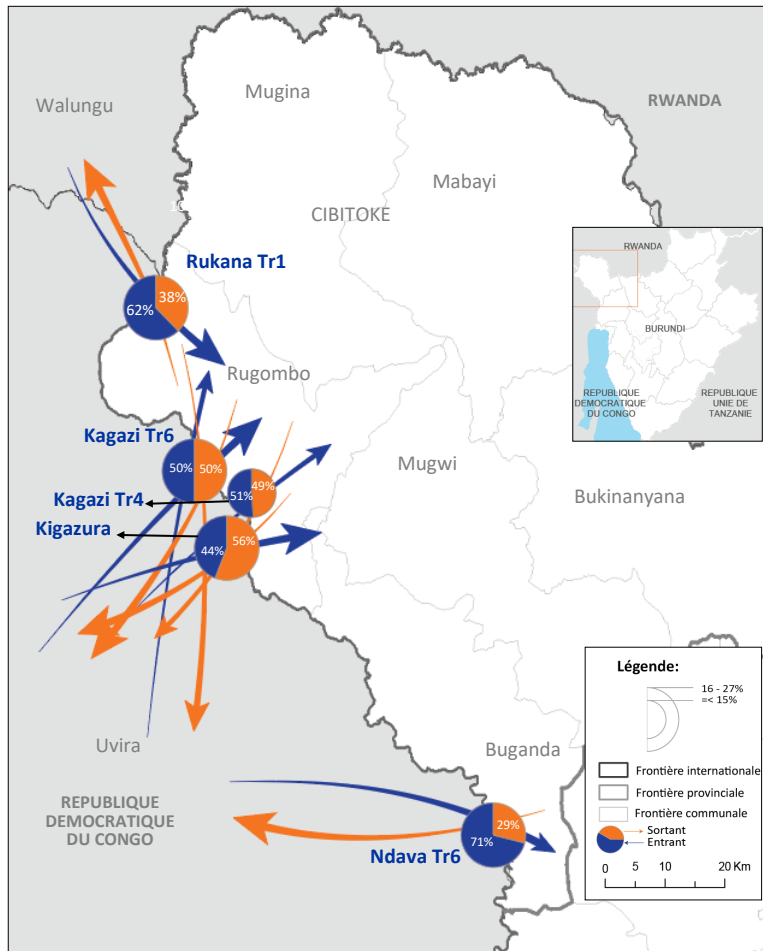 Walungu
Mugina
RWANDA
Mabayi
CIBITOKE
Rukana Tr1
38%
62%
Rugombo
Kagazi Tr6
50%
50%
Kagazi Tr4
49%
51%
Kigazura
44%
56%
Mugwi
Bukinanyana
Uvira
REPUBLIQUE
DEMOCRATIQUE
DU CONGO
Buganda
29%
71%
Ndava Tr6
RWANDA
BURUNDI
REPUBLIQUE
DEMOCRATIQUE
DU CONGO
REPUBLIQUE
UNIE DE
TANZANIE
Légende:
16 - 27%
=< 15%
Frontière internationale
Frontière provinciale
Frontière communale
Sortant
Entrant
0 5 10 20 Km